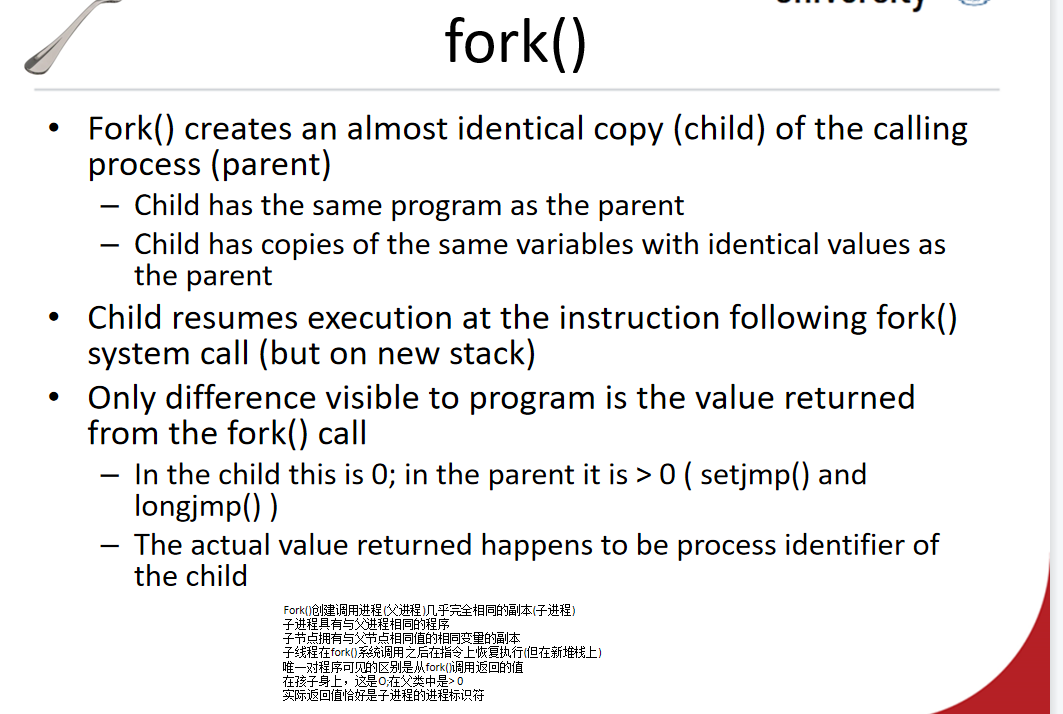 University
fork()
• Fork() creates an almost identical copy (child) of the calling
process (parent)
– Child has the same program as the parent
– Child has copies of the same variables with identical values as
the parent
• Child resumes execution at the instruction following fork()
system call (but on new stack)
• Only difference visible to program is the value returned
from the fork() call
– In the child this is 0; in the parent it is > 0 ( setjmp() and
longjmp() )
– The actual value returned happens to be process identifier of
the child
Fork()创建调用进程(父进程)几乎完全相同的副本(子进程)
子进程具有与父进程相同的程序
子节点拥有与父节点相同值的相同变量的副本
子线程在fork()系统调用之后在指令上恢复执行(但在新堆栈上)
唯一对程序可见的区别是从fork()调用返回的值
在孩子身上，这是0;在父类中是> 0
实际返回值恰好是子进程的进程标识符